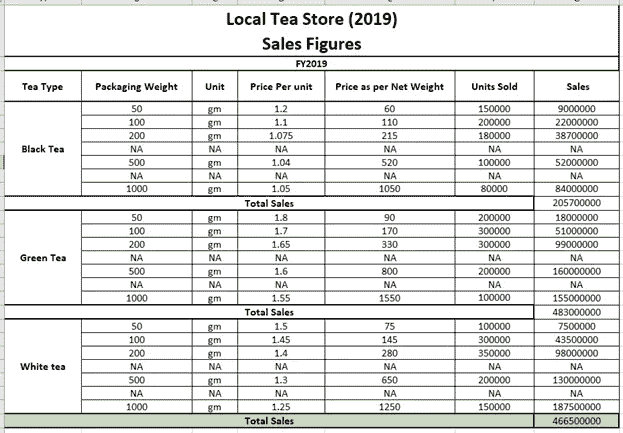 Local Tea Store (2019)
Sales Figures
FY2019
Tea Type Packaging Weight Unit Price Per unit Price as per Net Weight Units Sold Sales
50 gm 1.2 60 150000 9000000
100 gm 1.1 110 200000 22000000
200 gm 1.075 215 180000 38700000
Black Tea NA NA NA NA NA NA
500 gm 1.04 520 100000 52000000
NA NA NA NA NA NA
1000 gm 1.05 1050 80000 84000000
Total Sales 205700000
50 gm 1.8 90 200000 18000000
100 gm 1.7 170 300000 51000000
200 gm 1.65 330 300000 99000000
Green Tea NA NA NA NA NA NA
500 gm 1.6 800 200000 160000000
NA NA NA NA NA NA
1000 gm 1.55 1550 100000 155000000
Total Sales 483000000
50 gm 1.5 75 100000 7500000
100 gm 1.45 145 300000 43500000
200 gm 1.4 280 350000 98000000
White tea NA NA NA NA NA NA
500 gm 1.3 650 200000 130000000
NA NA NA NA NA NA
1000 gm 1.25 1250 150000 187500000
Total Sales 466500000